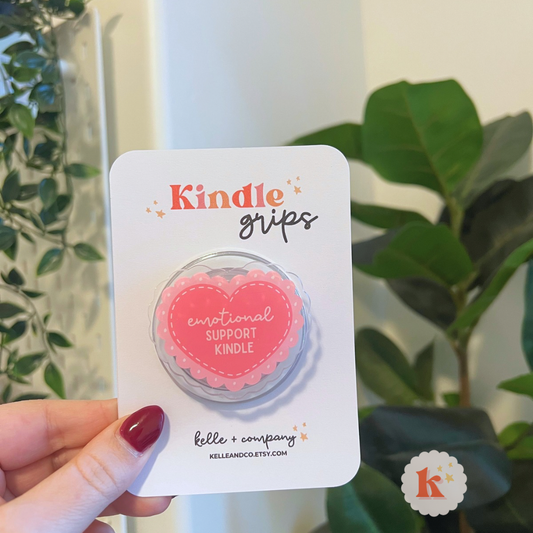 Kindle
grips
emotional
SUPPORT
KINDLE
kelle + company
KELLEANDCO.ETSY.COM
k